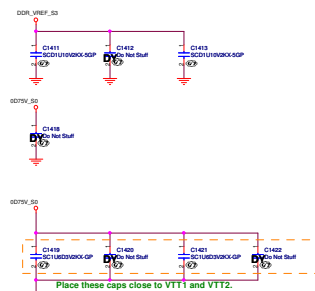 DDR_VREF_S3
C1411
SCD1U10V2KX-5GP
C1412
Do Not Stuff
DY
C1413
SCD1U10V2KX-5GP
0D75V_S0
C1418
Do Not Stuff
DY
0D75V_S0
C1419
SC1U6D3V2KX-GP
C1420
Do Not Stuff
DY
C1421
SC1U6D3V2KX-GP
C1422
Do Not Stuff
DY
Place these caps close to VTT1 and VTT2.